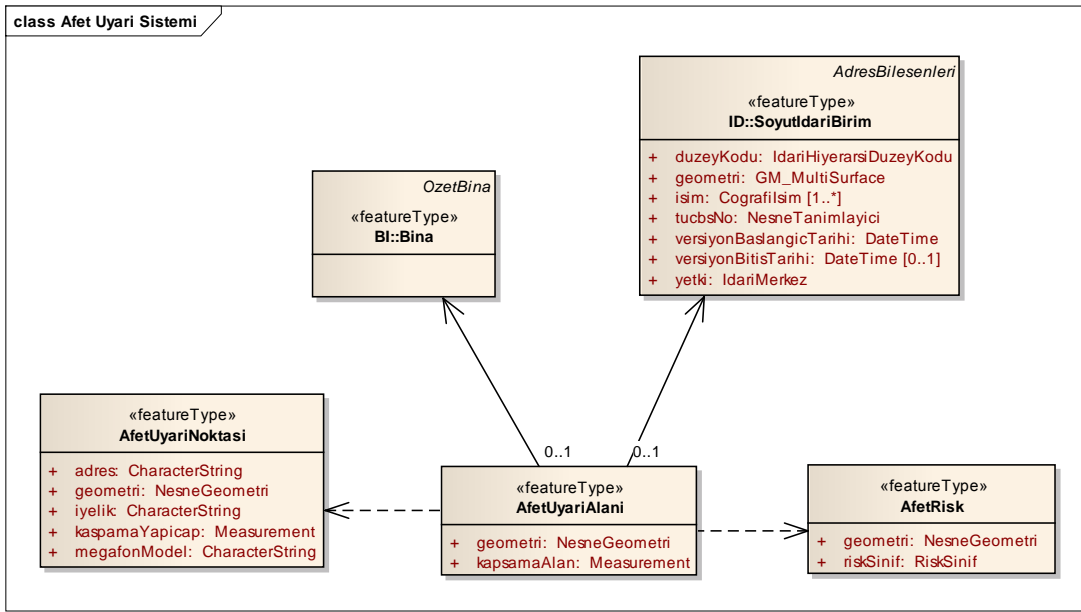 class Afet Uyari Sistemi
AdresBilesenleri
«featureType»
ID::SoyutIdariBirim
+ duzeyKodu: IdariHiyerarsiDuzeyKodu
+ geometri: GM_MultiSurface
+ isim: CografiIsim [1..*]
+ tucbsNo: NesneTanimlayici
+ versiyonBaslangicTarihi: DateTime
+ versiyonBitisTarihi: DateTime [0..1]
+ yetki: IdariMerkez
OzetBina
«featureType»
BI::Bina
«featureType»
AfetUyariNoktasi
+ adres: CharacterString
+ geometri: NesneGeometri
+ iyelik: CharacterString
+ kaspamaYapicap: Measurement
+ megafonModel: CharacterString
0..1
0..1
«featureType»
AfetUyariAlani
+ geometri: NesneGeometri
+ kapsamaAlan: Measurement
«featureType»
AfetRisk
+ geometri: NesneGeometri
+ riskSinif: RiskSinif